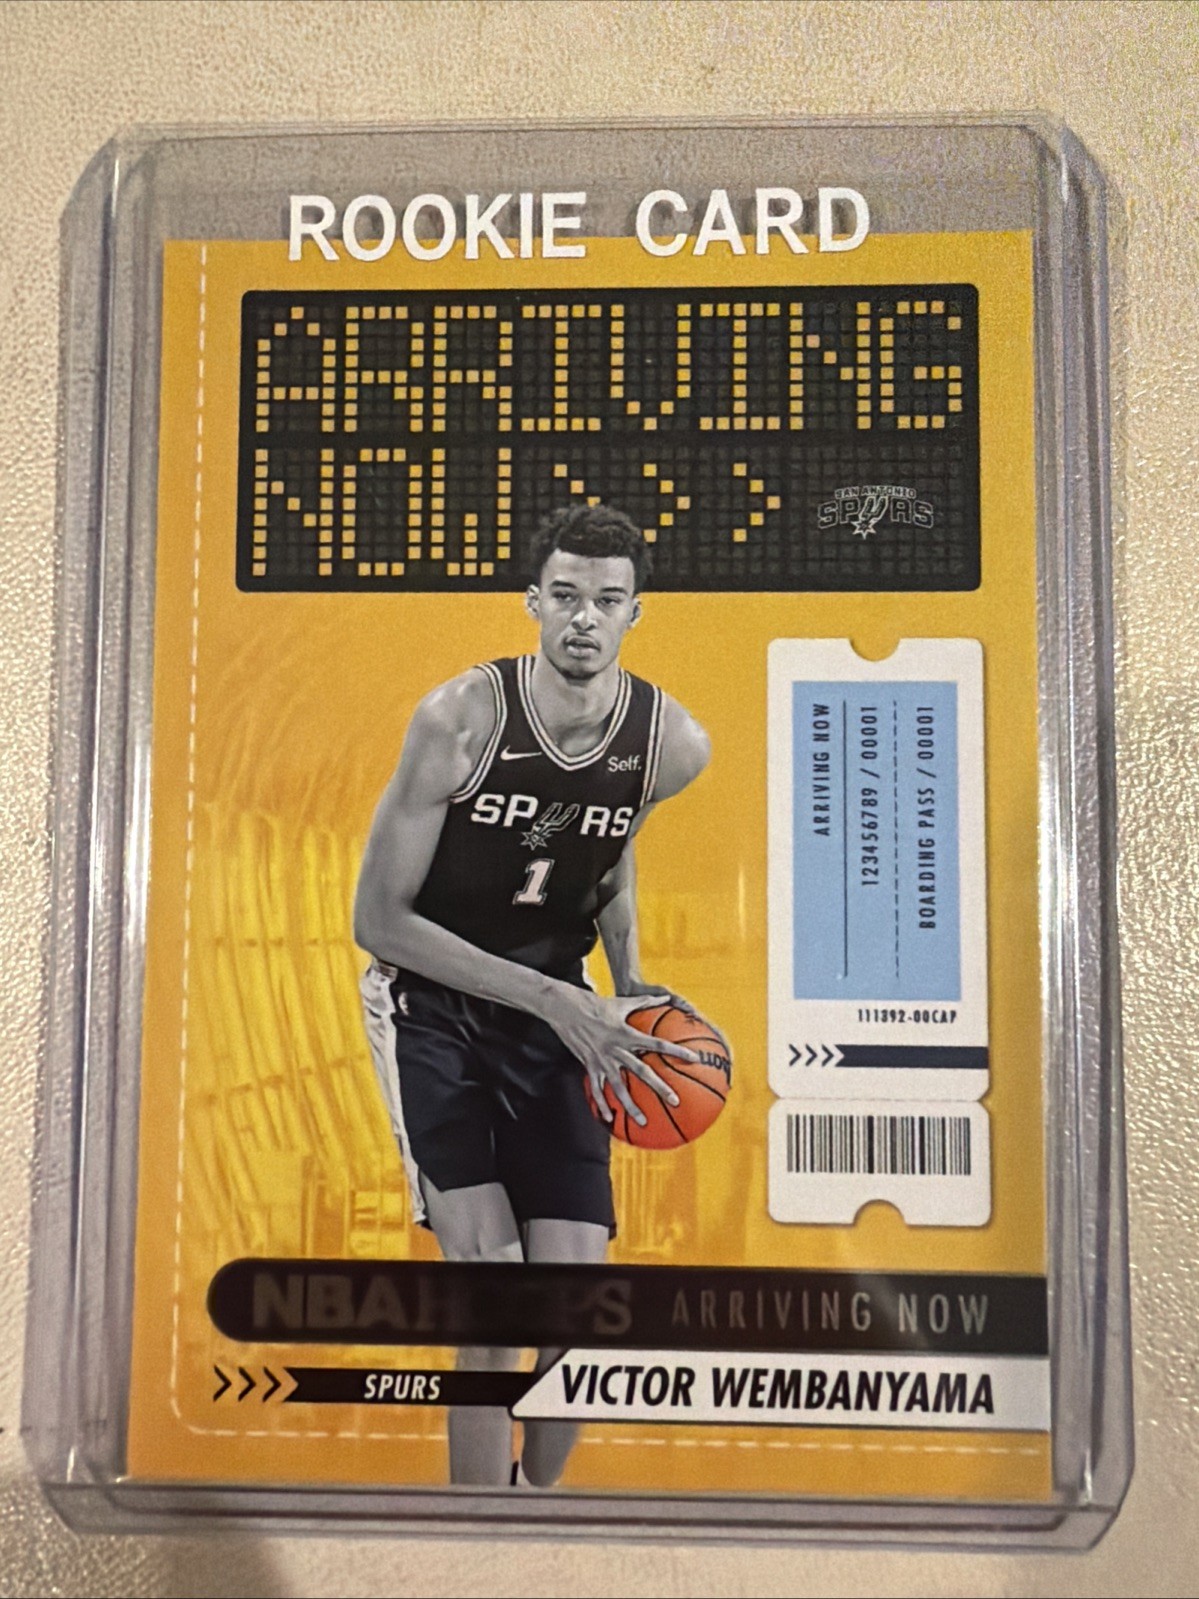 ROOKIE CARD
ARRIVING
NOW >>>
SAN ANTONIO
SPURS
Self.
SPURS
1
ARRIVING NOW
123456789 / 00001
BOARDING PASS / 00001
111392-00CAP
>>>
NBA HOOPS ARRIVING NOW
>>>> SPURS
VICTOR WEMBANYAMA